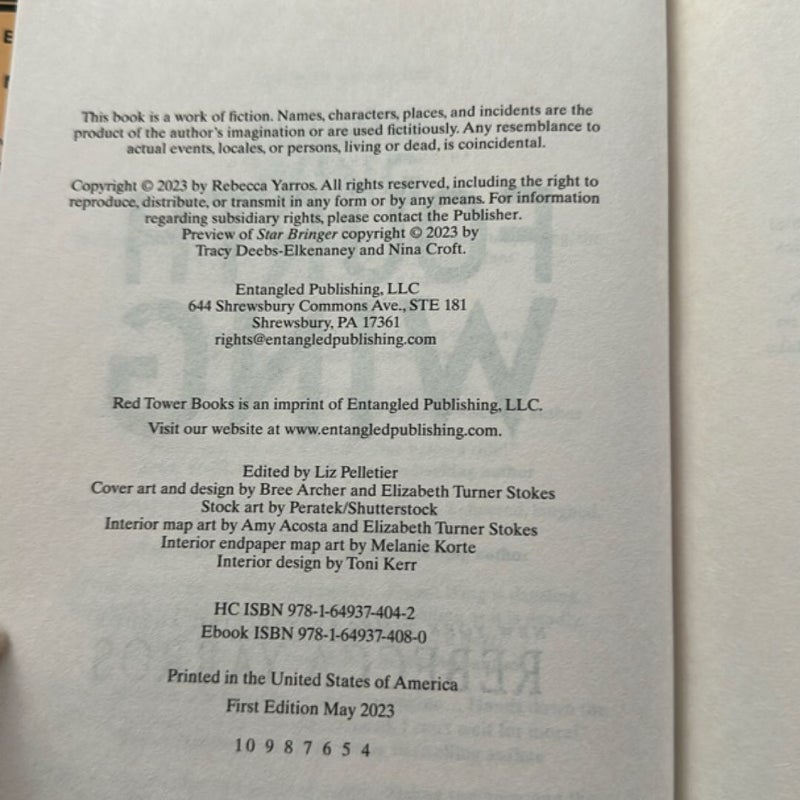 This book is a work of fiction. Names, characters, places, and incidents are the
product of the author's imagination or are used fictitiously. Any resemblance to
actual events, locales, or persons, living or dead, is coincidental.
Copyright © 2023 by Rebecca Yarros. All rights reserved, including the right to
reproduce, distribute, or transmit in any form or by any means. For information
regarding subsidiary rights, please contact the Publisher.
Preview of Star Bringer copyright © 2023 by
Tracy Deebs-Elkenaney and Nina Croft.
Entangled Publishing, LLC
644 Shrewsbury Commons Ave., STE 181
Shrewsbury, PA 17361
rights@entangledpublishing.com
Red Tower Books is an imprint of Entangled Publishing, LLC.
Visit our website at www.entangledpublishing.com.
Edited by Liz Pelletier
Cover art and design by Bree Archer and Elizabeth Turner Stokes
Stock art by Peratek/Shutterstock
Interior map art by Amy Acosta and Elizabeth Turner Stokes
Interior endpaper map art by Melanie Korte
Interior design by Toni Kerr
HC ISBN 978-1-64937-404-2
Ebook ISBN 978-1-64937-408-0
Printed in the United States of America
First Edition May 2023
10 9 8 7 6 5 4